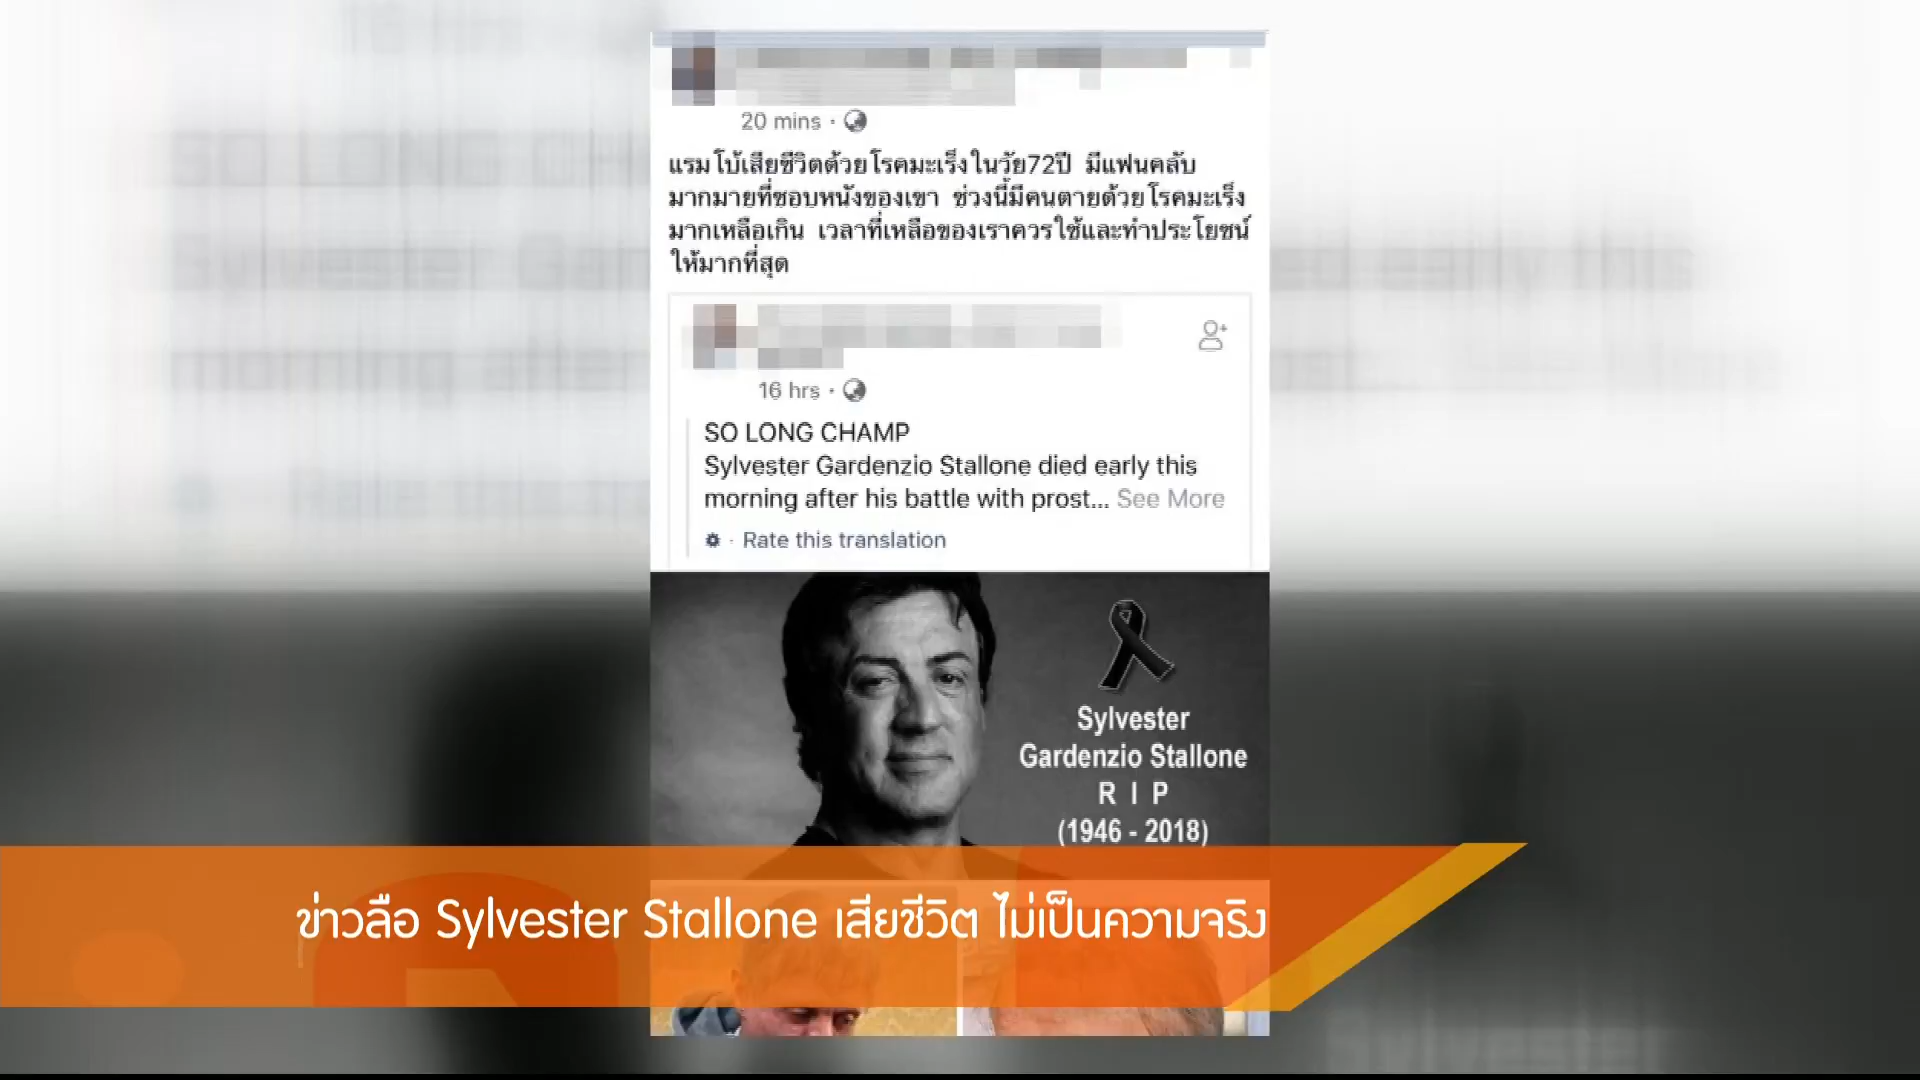 20 mins ·
แรมโบ้เสียชีวิตด้วยโรคมะเร็งในวัย72ปี มีแฟนคลับ
มากมายที่ชอบหนังของเขา ช่วงนี้มีคนตายด้วยโรคมะเร็ง
มากเหลือเกิน เวลาที่เหลือของเราควรใช้และทำประโยชน์
ให้มากที่สุด
16 hrs ·
SO LONG CHAMP
Sylvester Gardenzio Stallone died early this
morning after his battle with prost... See More
· Rate this translation
Sylvester
Gardenzio Stallone
R I P
(1946 - 2018)
ข่าวลือ Sylvester Stallone เสียชีวิต ไม่เป็นความจริง